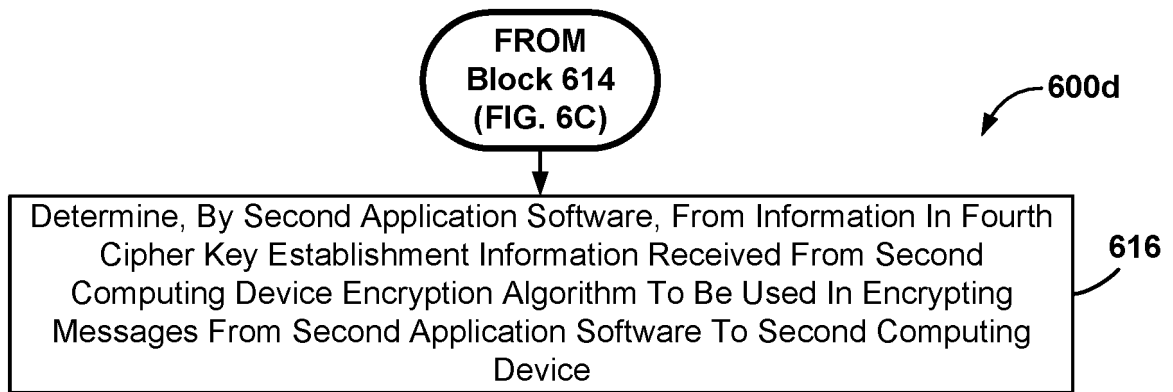 FROM
Block 614
(FIG. 6C)
600d
Determine, By Second Application Software, From Information In Fourth
Cipher Key Establishment Information Received From Second
Computing Device Encryption Algorithm To Be Used In Encrypting
Messages From Second Application Software To Second Computing
Device
616